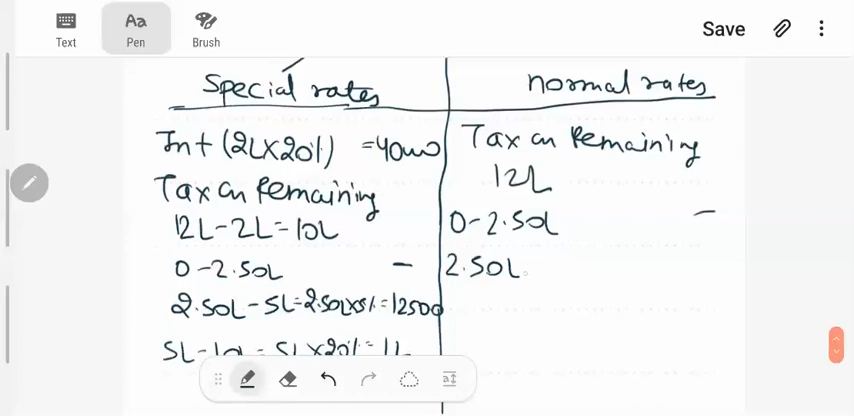 Aa
Save
Text
Pen
Brush
Special rates
Int (2L×20%) =40000
Tax on Remaining
12L-2L=10L
0-2.50L -
2.50L-5L=2.50L×5%=12500
5L-10L=5L×20%=1L
Normal rates
Tax on Remaining
12L
0-2.50L -
2.50L